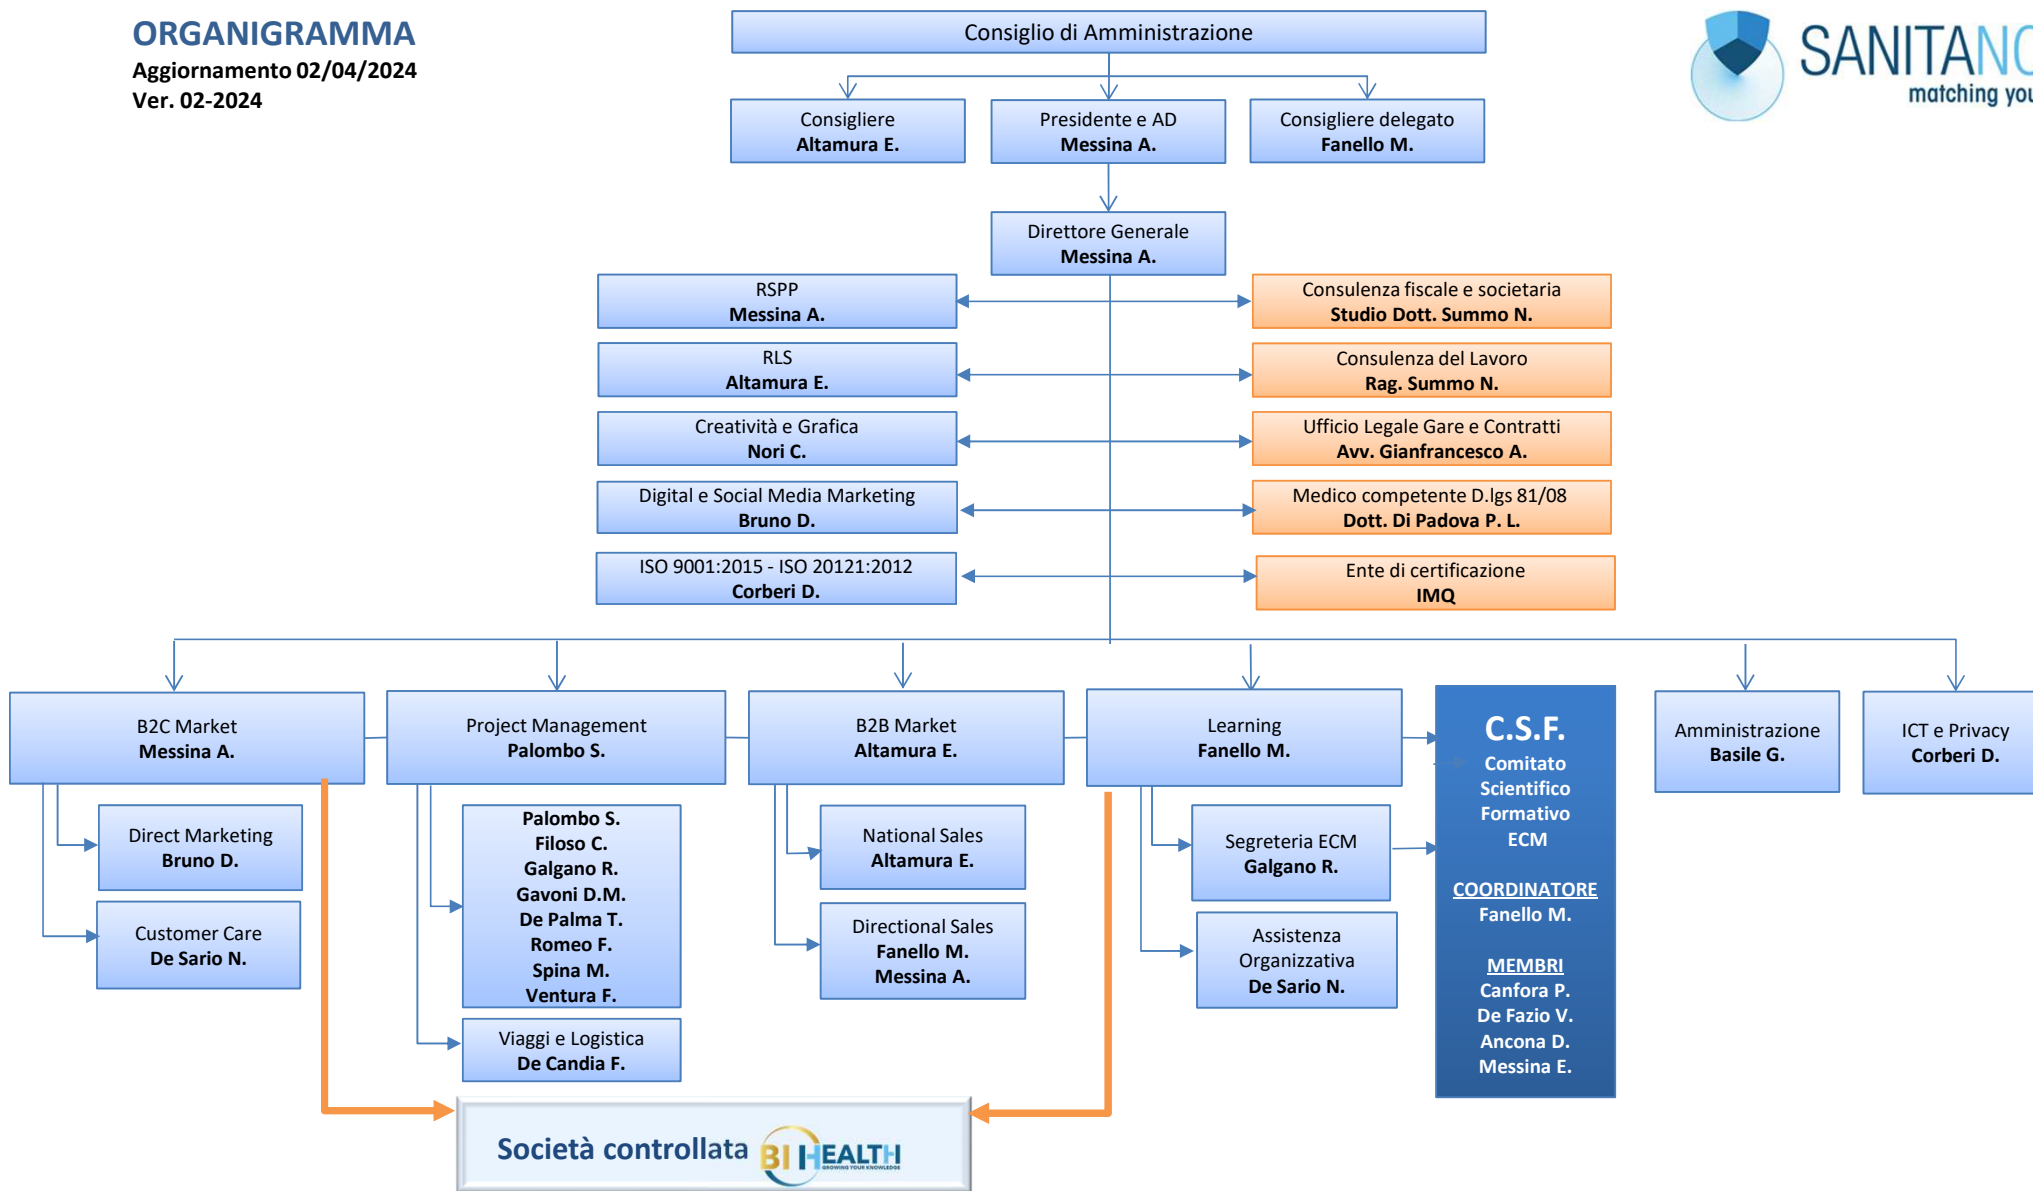 ORGANIGRAMMA
Aggiornamento 02/04/2024
Ver. 02-2024
Consiglio di Amministrazione
SANITANO
matching you
Consigliere
Altamura E.
Presidente e AD
Messina A.
Consigliere delegato
Fanello M.
Direttore Generale
Messina A.
RSPP
Messina A.
Consulenza fiscale e societaria
Studio Dott. Summo N.
RLS
Altamura E.
Consulenza del Lavoro
Rag. Summo N.
Creatività e Grafica
Nori C.
Ufficio Legale Gare e Contratti
Avv. Gianfrancesco A.
Digital e Social Media Marketing
Bruno D.
Medico competente D.lgs 81/08
Dott. Di Padova P. L.
ISO 9001:2015 - ISO 20121:2012
Corberi D.
Ente di certificazione
IMQ
B2C Market
Messina A.
Project Management
Palombo S.
B2B Market
Altamura E.
Learning
Fanello M.
C.S.F.
Comitato
Scientifico
Formativo
ECM
COORDINATORE
Fanello M.
MEMBRI
Canfora P.
De Fazio V.
Ancona D.
Messina E.
Amministrazione
Basile G.
ICT e Privacy
Corberi D.
Direct Marketing
Bruno D.
Customer Care
De Sario N.
Palombo S.
Filoso C.
Galgano R.
Gavoni D.M.
De Palma T.
Romeo F.
Spina M.
Ventura F.
Viaggi e Logistica
De Candia F.
National Sales
Altamura E.
Directional Sales
Fanello M.
Messina A.
Segreteria ECM
Galgano R.
Assistenza
Organizzativa
De Sario N.
Società controllata
BI HEALTH
GROWING YOUR KNOWLEDGE